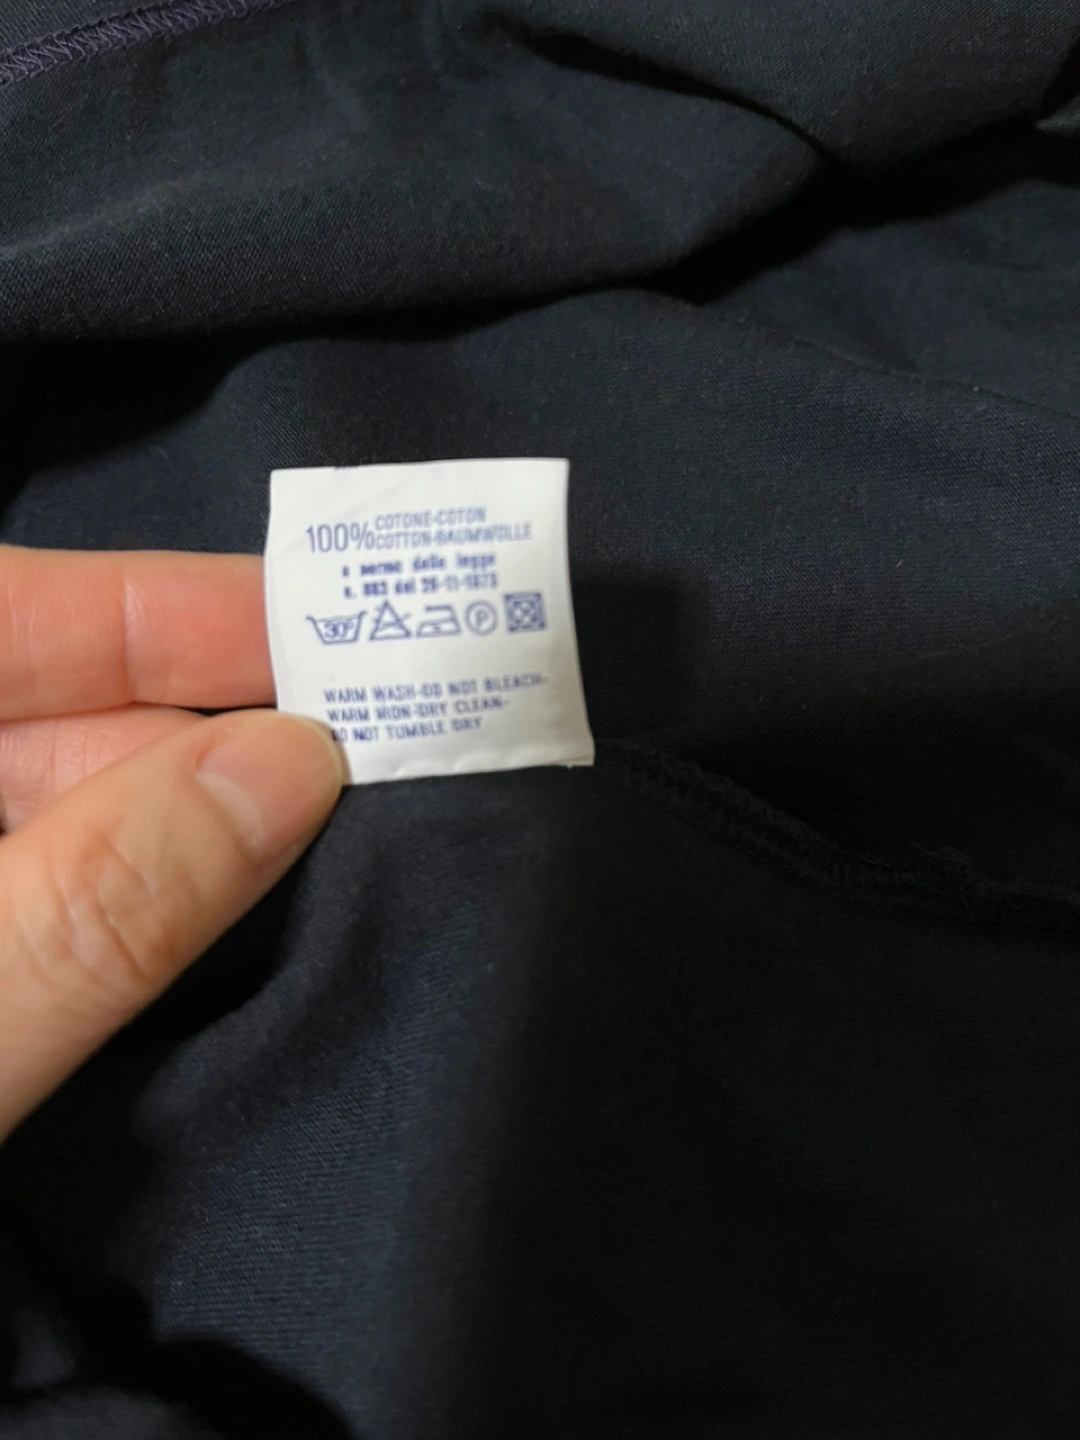 100% COTONE-COTON
COTTON-BAUMWOLLE
a norma della legge
n. 883 del 26-11-1973
30° P
WARM WASH-DO NOT BLEACH-
WARM IRON-DRY CLEAN-
DO NOT TUMBLE DRY